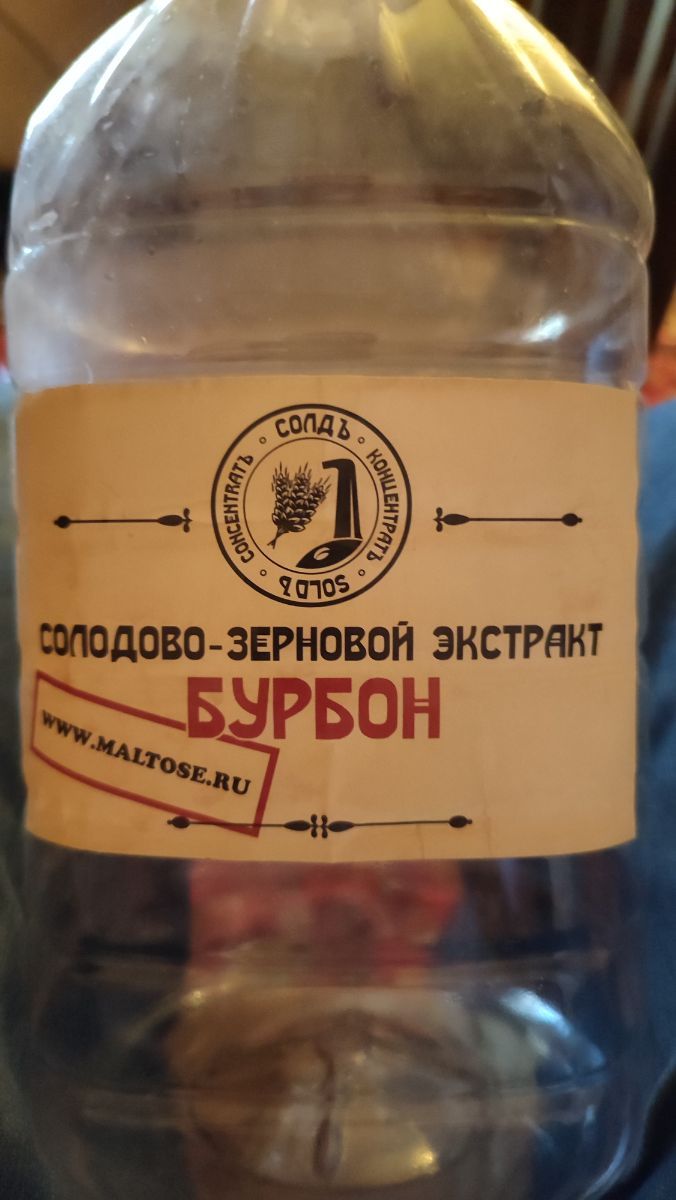 СОЛДЪ
КОНЦЕНТРАТЪ
SOLDЪ
CONCENTRATЪ
СОЛОДОВО-ЗЕРНОВОЙ ЭКСТРАКТ
БУРБОН
WWW.MALTOSE.RU